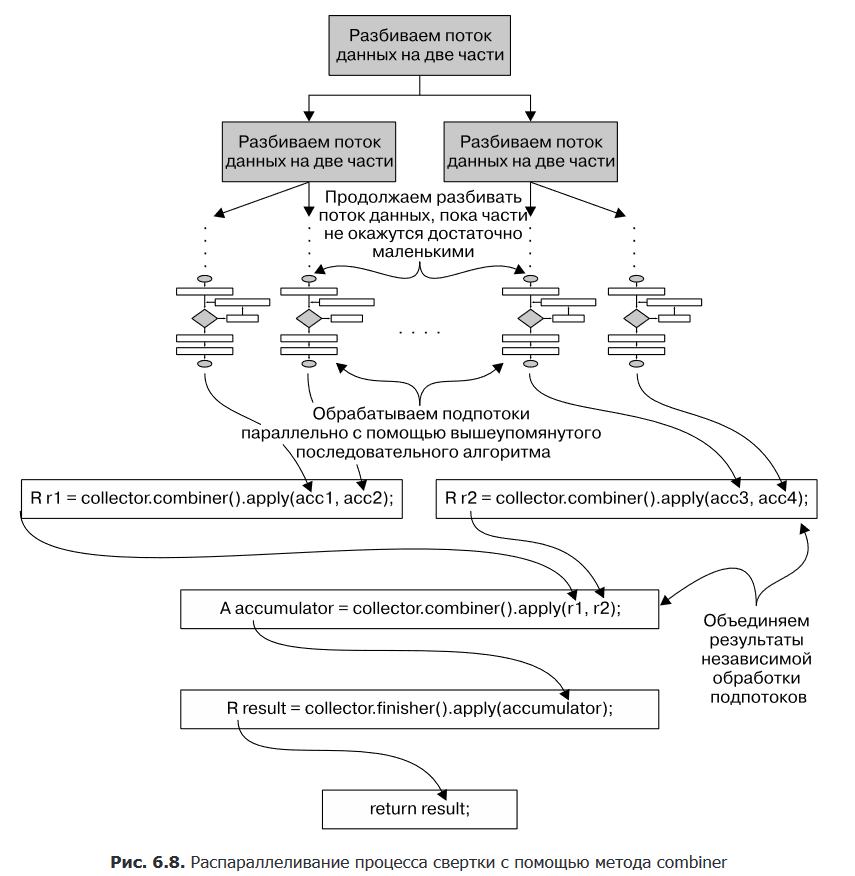 Разбиваем поток
данных на две части
Разбиваем поток
данных на две части
Разбиваем поток
данных на две части
Продолжаем разбивать
поток данных, пока части
не окажутся достаточно
маленькими
Обрабатываем подпотоки
параллельно с помощью вышеупомянутого
последовательного алгоритма
R r1 = collector.combiner().apply(acc1, acc2);
R r2 = collector.combiner().apply(acc3, acc4);
A accumulator = collector.combiner().apply(r1, r2);
Объединяем
результаты
независимой
обработки
подпотоков
R result = collector.finisher().apply(accumulator);
return result;
Рис. 6.8. Распараллеливание процесса свертки с помощью метода combiner